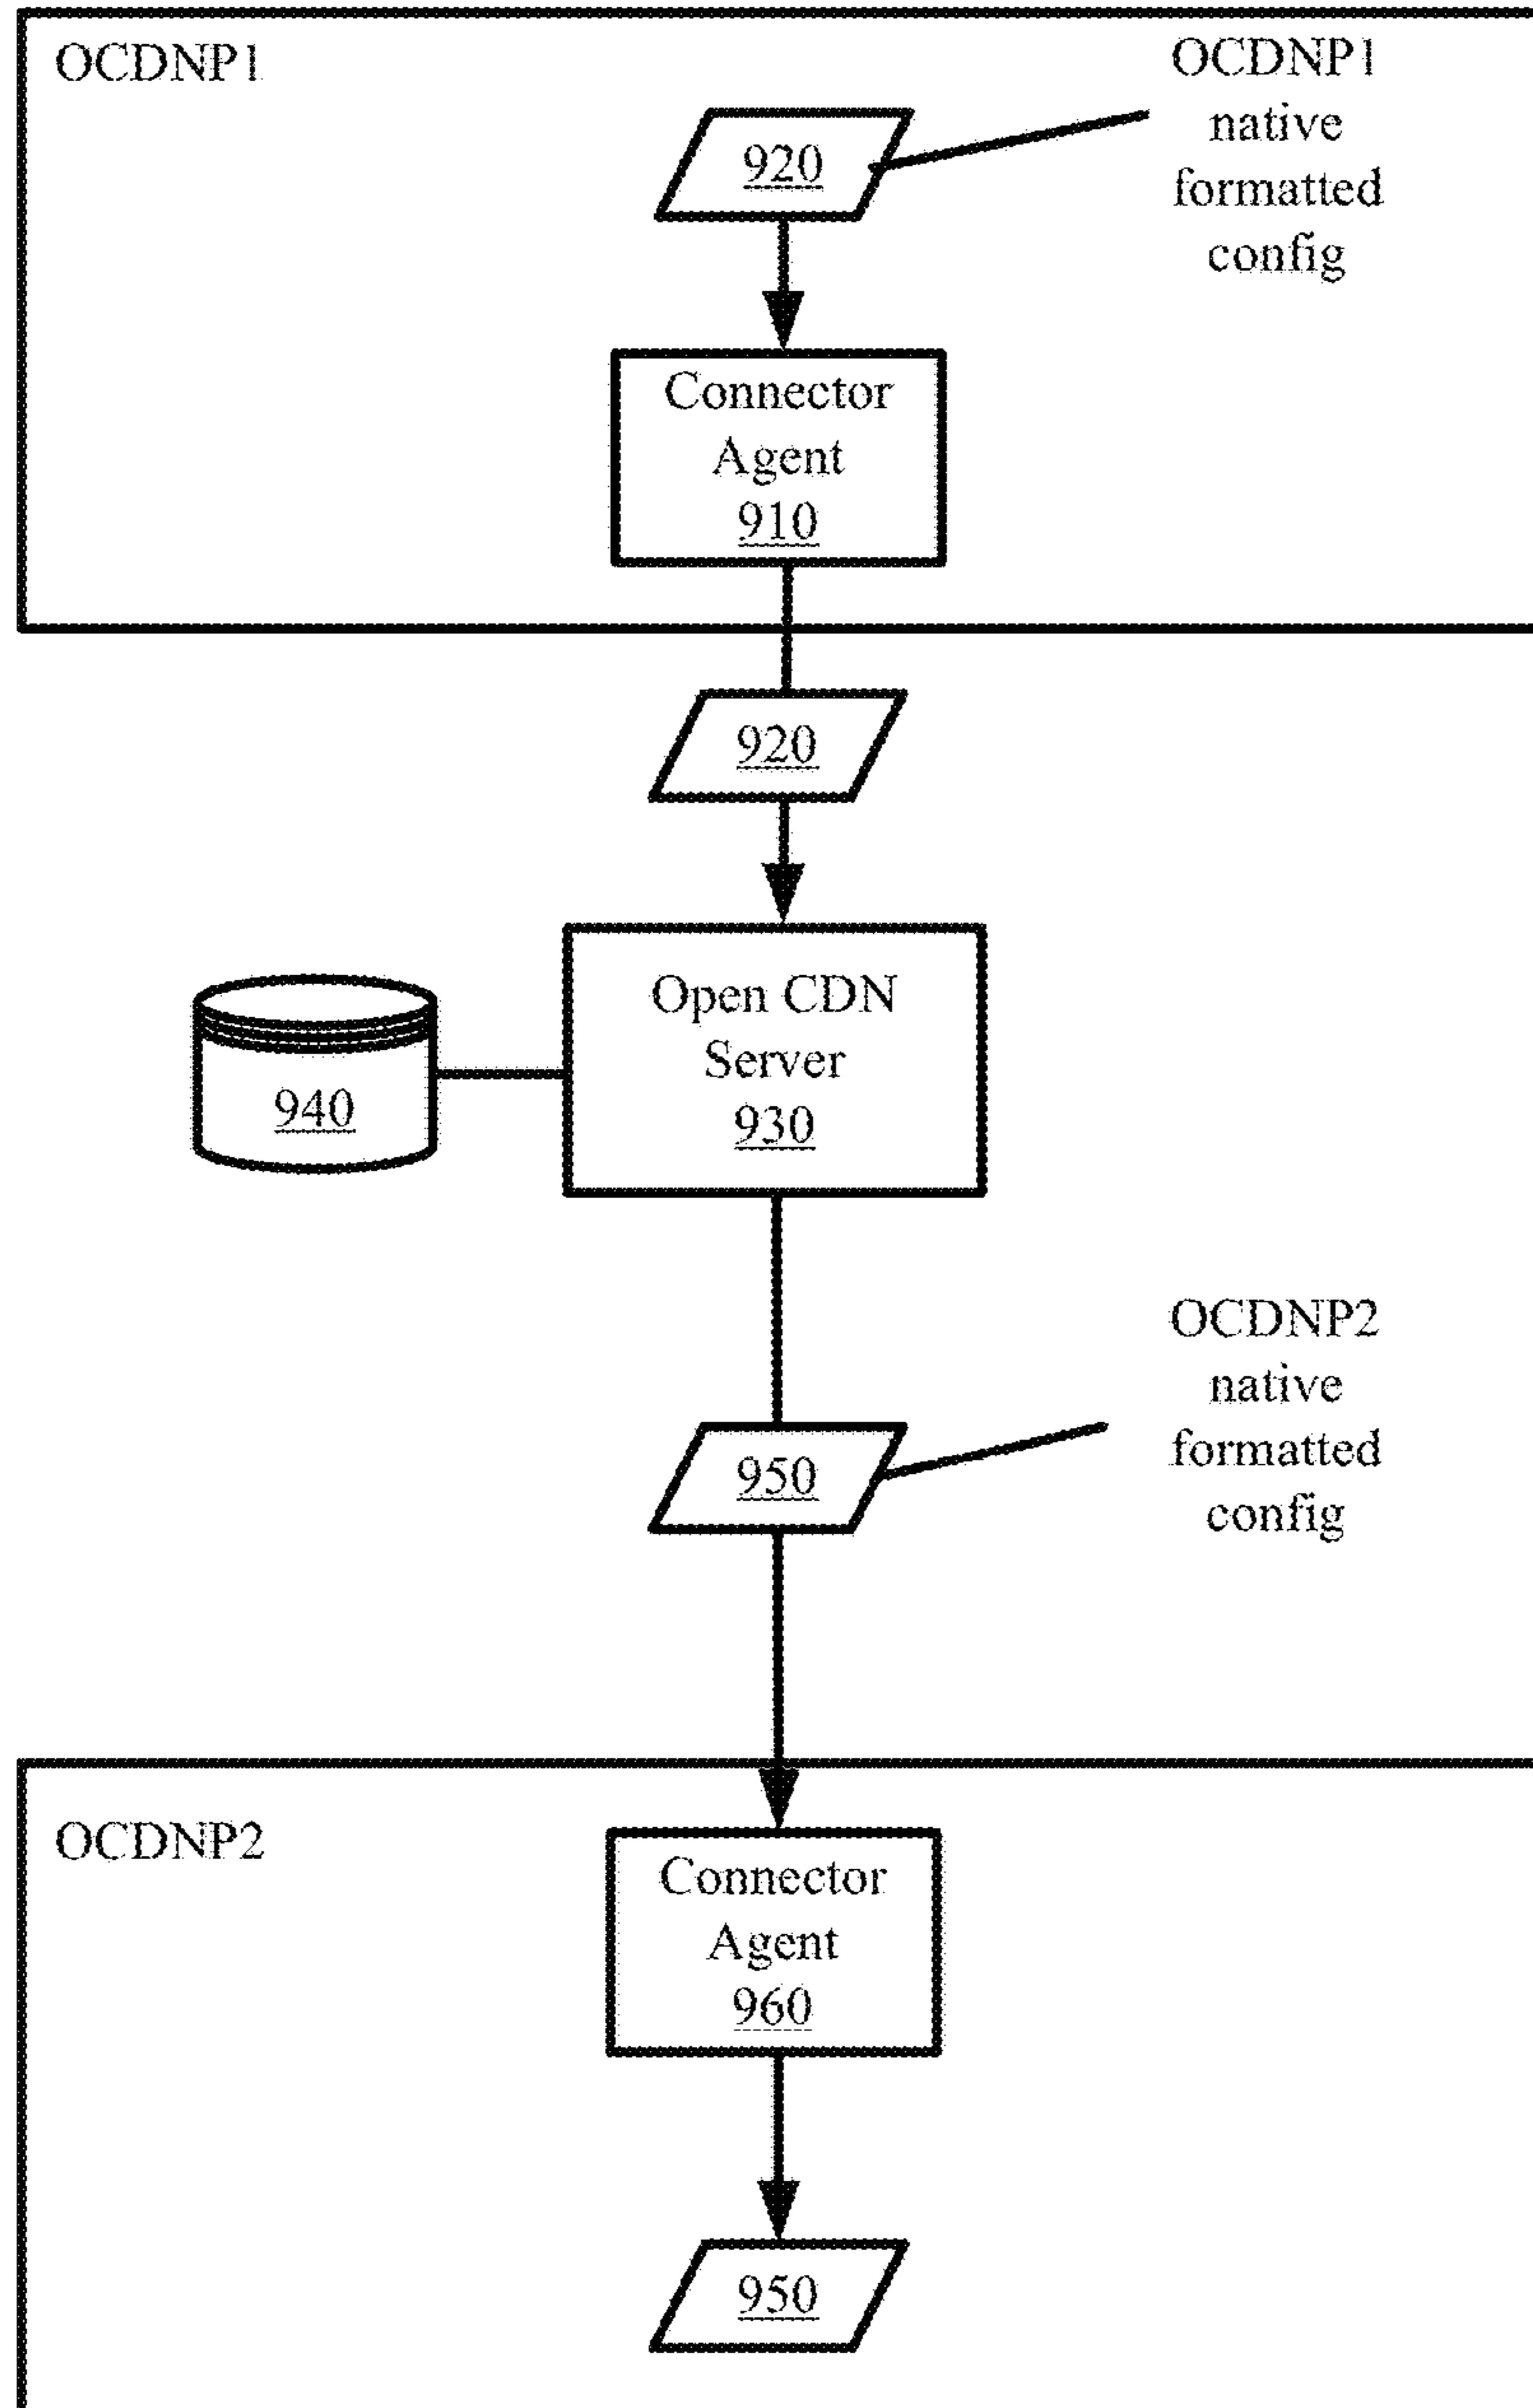 OCDNP1
OCDNP1
native
formatted
config
920
Connector
Agent
910
920
Open CDN
Server
930
940
OCDNP2
native
formatted
config
950
OCDNP2
Connector
Agent
960
950